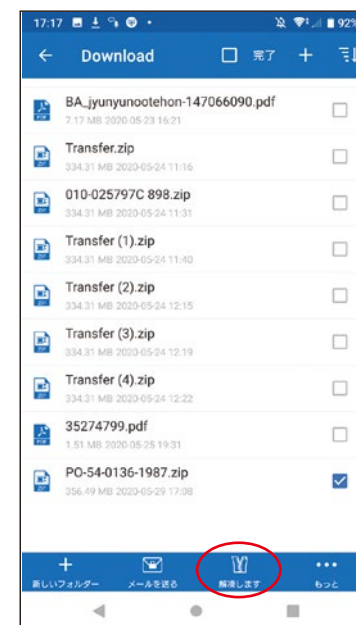 17:17 92%
Download 完了
BA_jyunyunootehon-147066090.pdf
7.17 MB 2020-05-23 16:21
Transfer.zip
334.31 MB 2020-05-24 11:16
010-025797C 898.zip
334.31 MB 2020-05-24 11:31
Transfer (1).zip
334.31 MB 2020-05-24 11:40
Transfer (2).zip
334.31 MB 2020-05-24 12:15
Transfer (3).zip
334.31 MB 2020-05-24 12:19
Transfer (4).zip
334.31 MB 2020-05-24 12:22
35274799.pdf
1.51 MB 2020-05-25 19:31
PO-54-0136-1987.zip
356.49 MB 2020-05-29 17:08
新しいフォルダー メールを送る 解凍します もっと